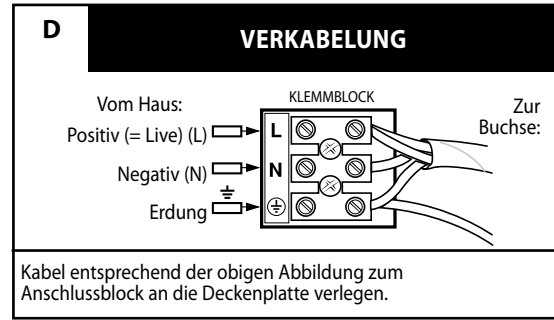 D
VERKABELUNG
Vom Haus:
KLEMMBLOCK
Zur
Buchse:
Positiv (= Live) (L)
L
Negativ (N)
N
Erdung
Kabel entsprechend der obigen Abbildung zum
Anschlussblock an die Deckenplatte verlegen.